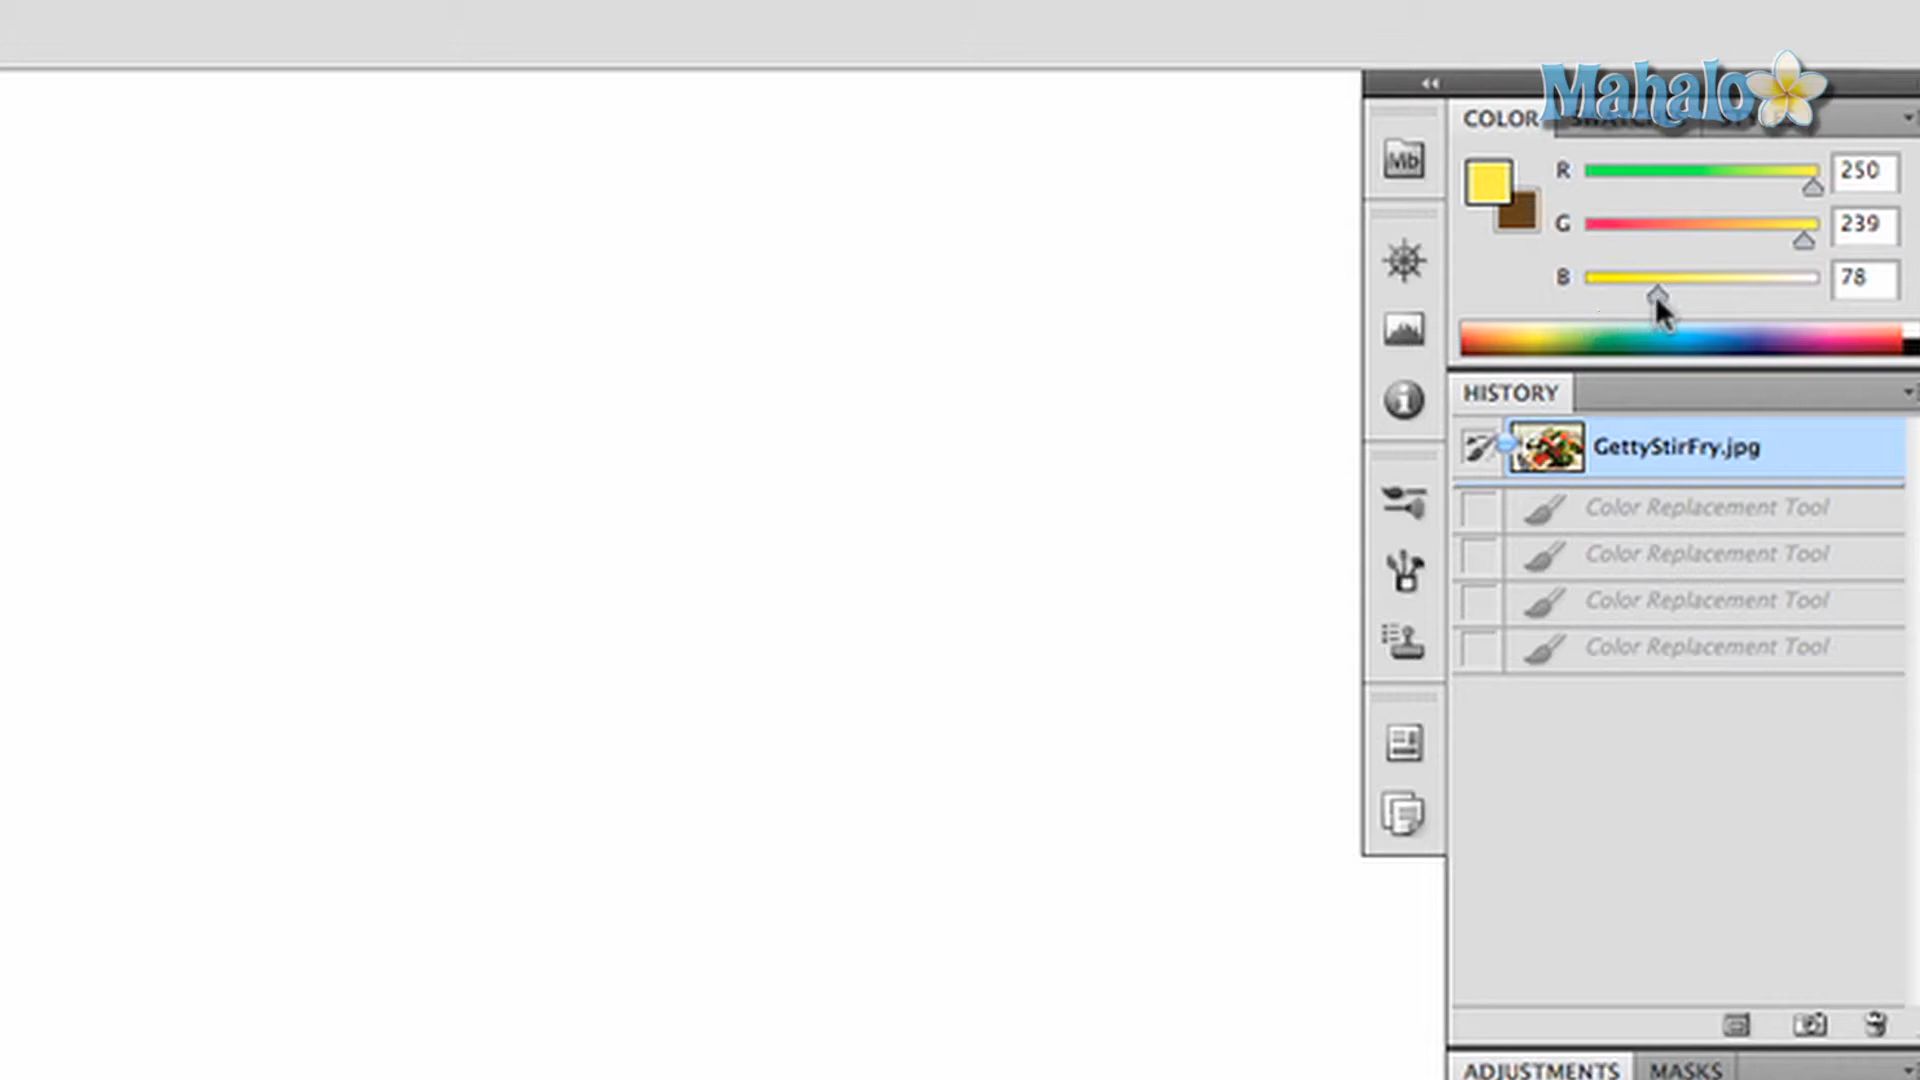 Mahalo
COLOR
Mb
R 250
G 239
B 78
HISTORY
GettyStirFry.jpg
Color Replacement Tool
Color Replacement Tool
Color Replacement Tool
Color Replacement Tool
ADJUSTMENTS MASKS